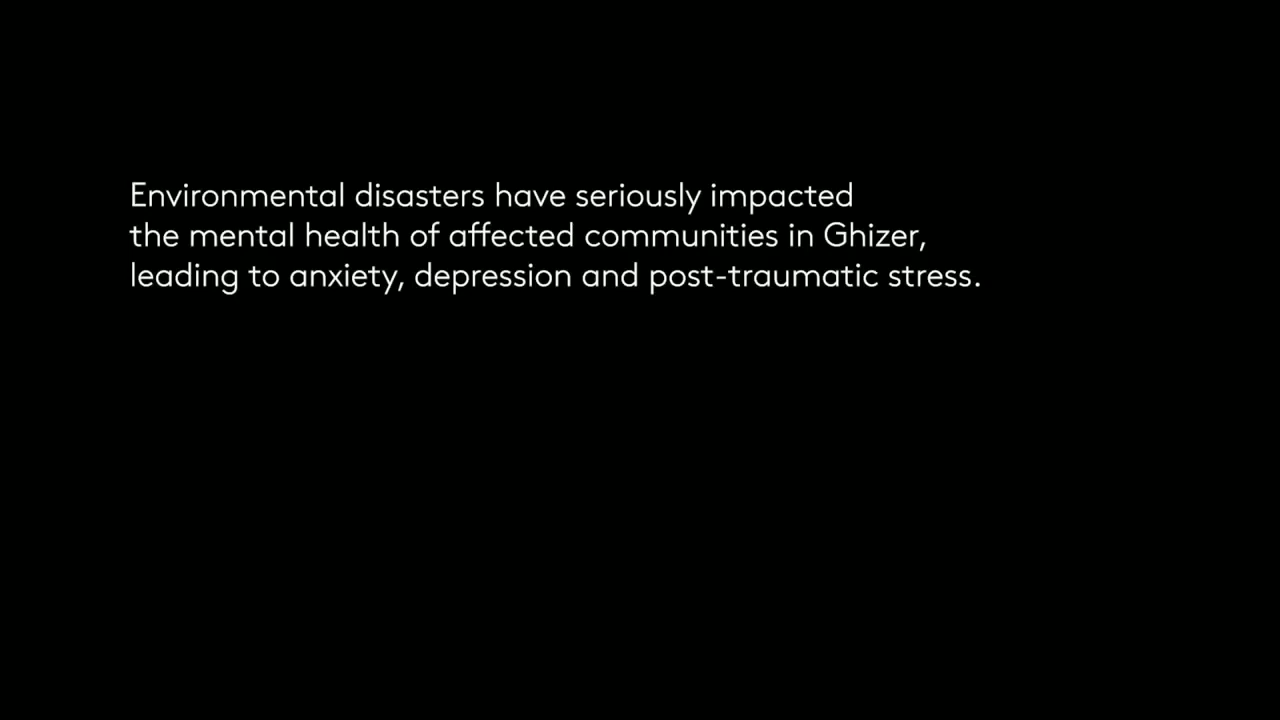 Environmental disasters have seriously impacted
the mental health of affected communities in Ghizer,
leading to anxiety, depression and post-traumatic stress.